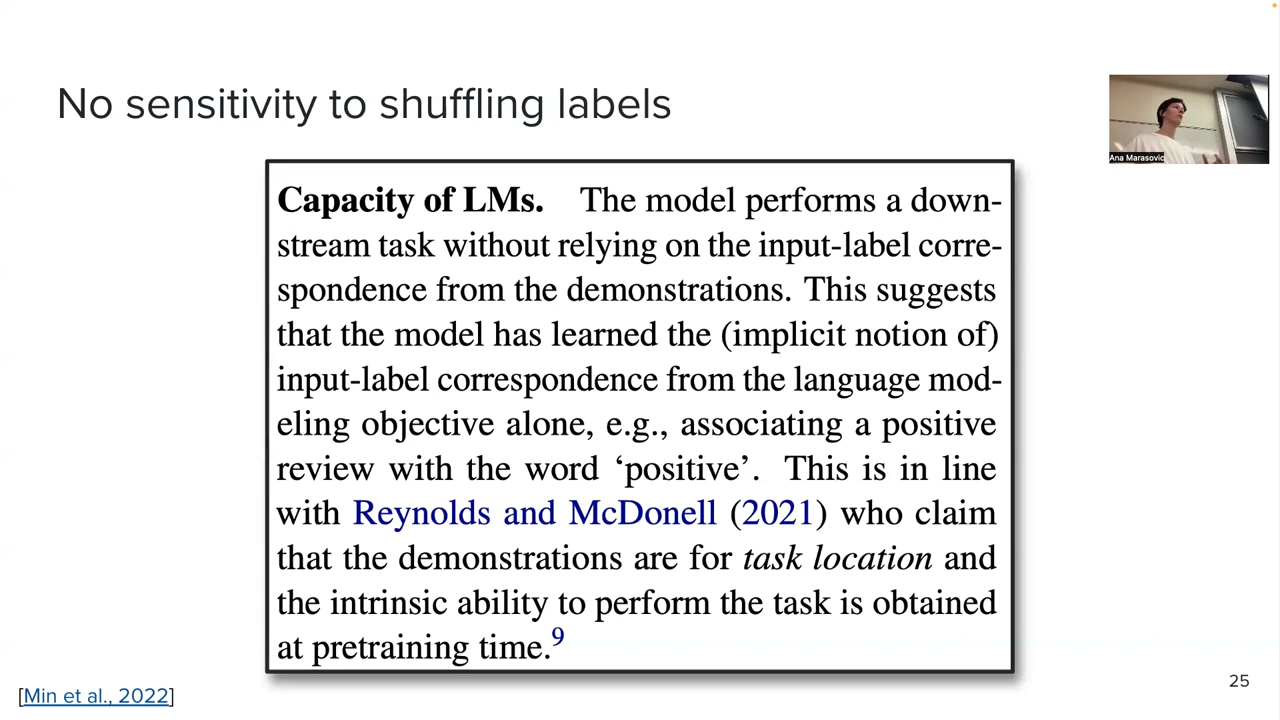 No sensitivity to shuffling labels
Ana Marasovic
Capacity of LMs. The model performs a down-
stream task without relying on the input-label corre-
spondence from the demonstrations. This suggests
that the model has learned the (implicit notion of)
input-label correspondence from the language mod-
eling objective alone, e.g., associating a positive
review with the word ‘positive’. This is in line
with Reynolds and McDonell (2021) who claim
that the demonstrations are for task location and
the intrinsic ability to perform the task is obtained
at pretraining time.9
25
[Min et al., 2022]